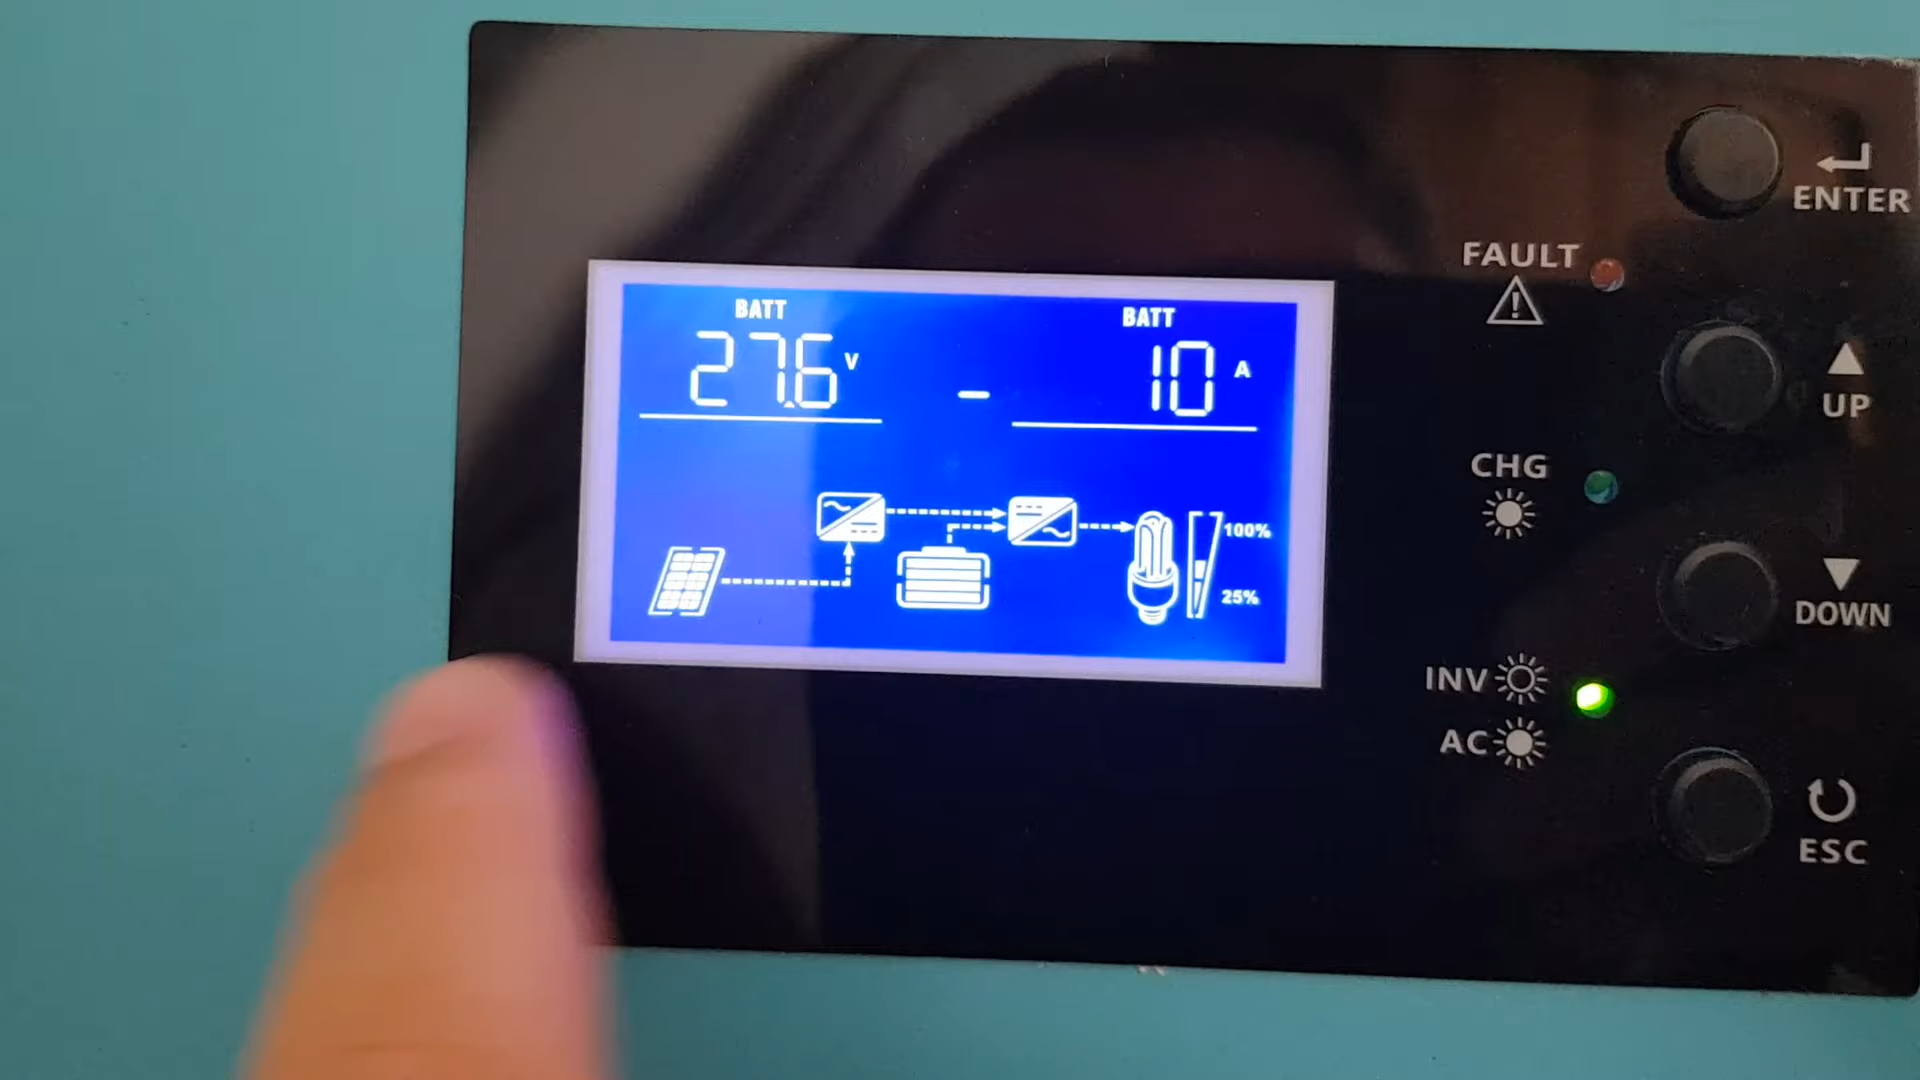 BATT
27.6 V
BATT
- 10 A
100%
25%
ENTER
FAULT
UP
CHG
DOWN
INV
AC
ESC